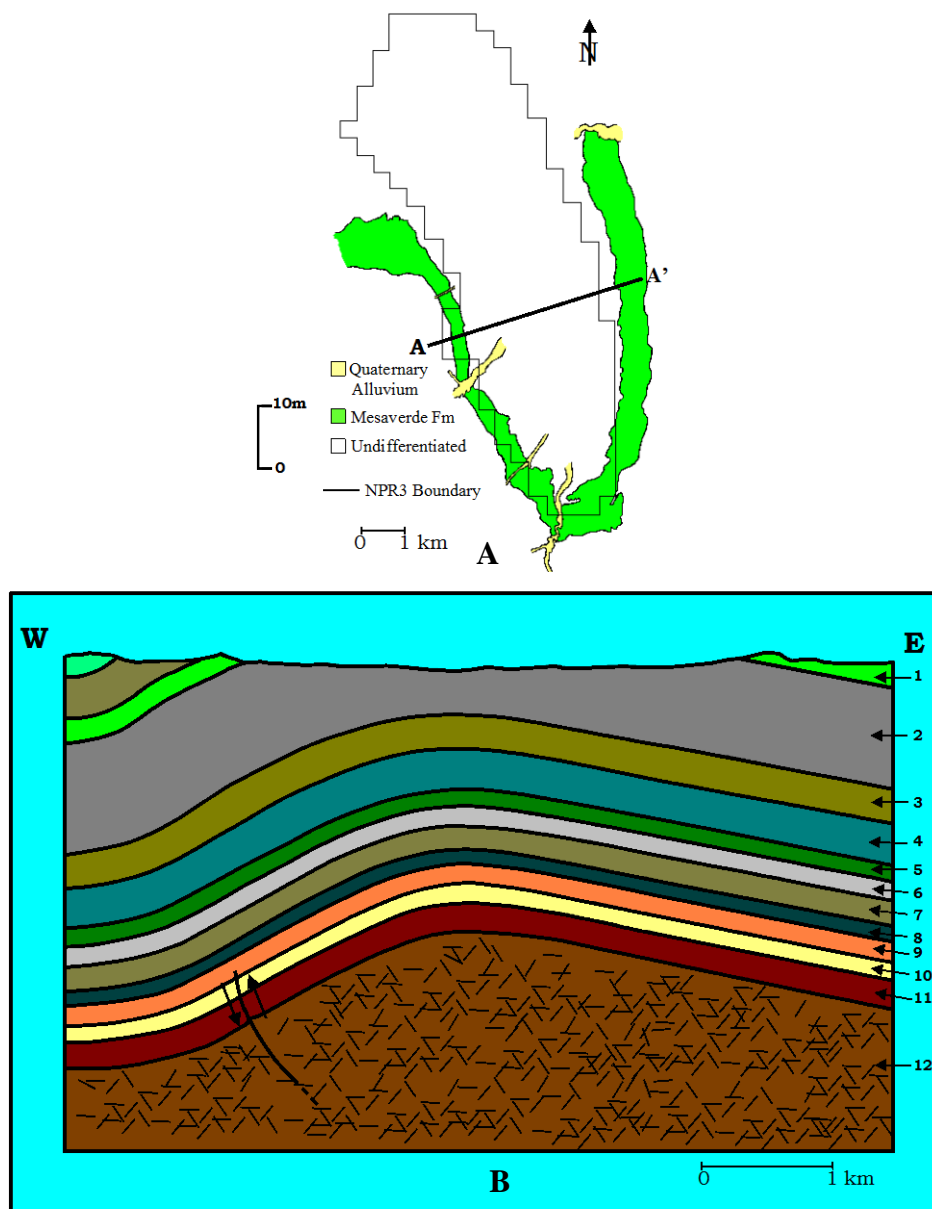 N
A'
A
Quaternary
Alluvium
10m
Mesaverde Fm
0
Undifferentiated
NPR3 Boundary
0 1 km
A
W
E
1
2
3
4
5
6
7
8
9
10
11
12
B
0 1 km